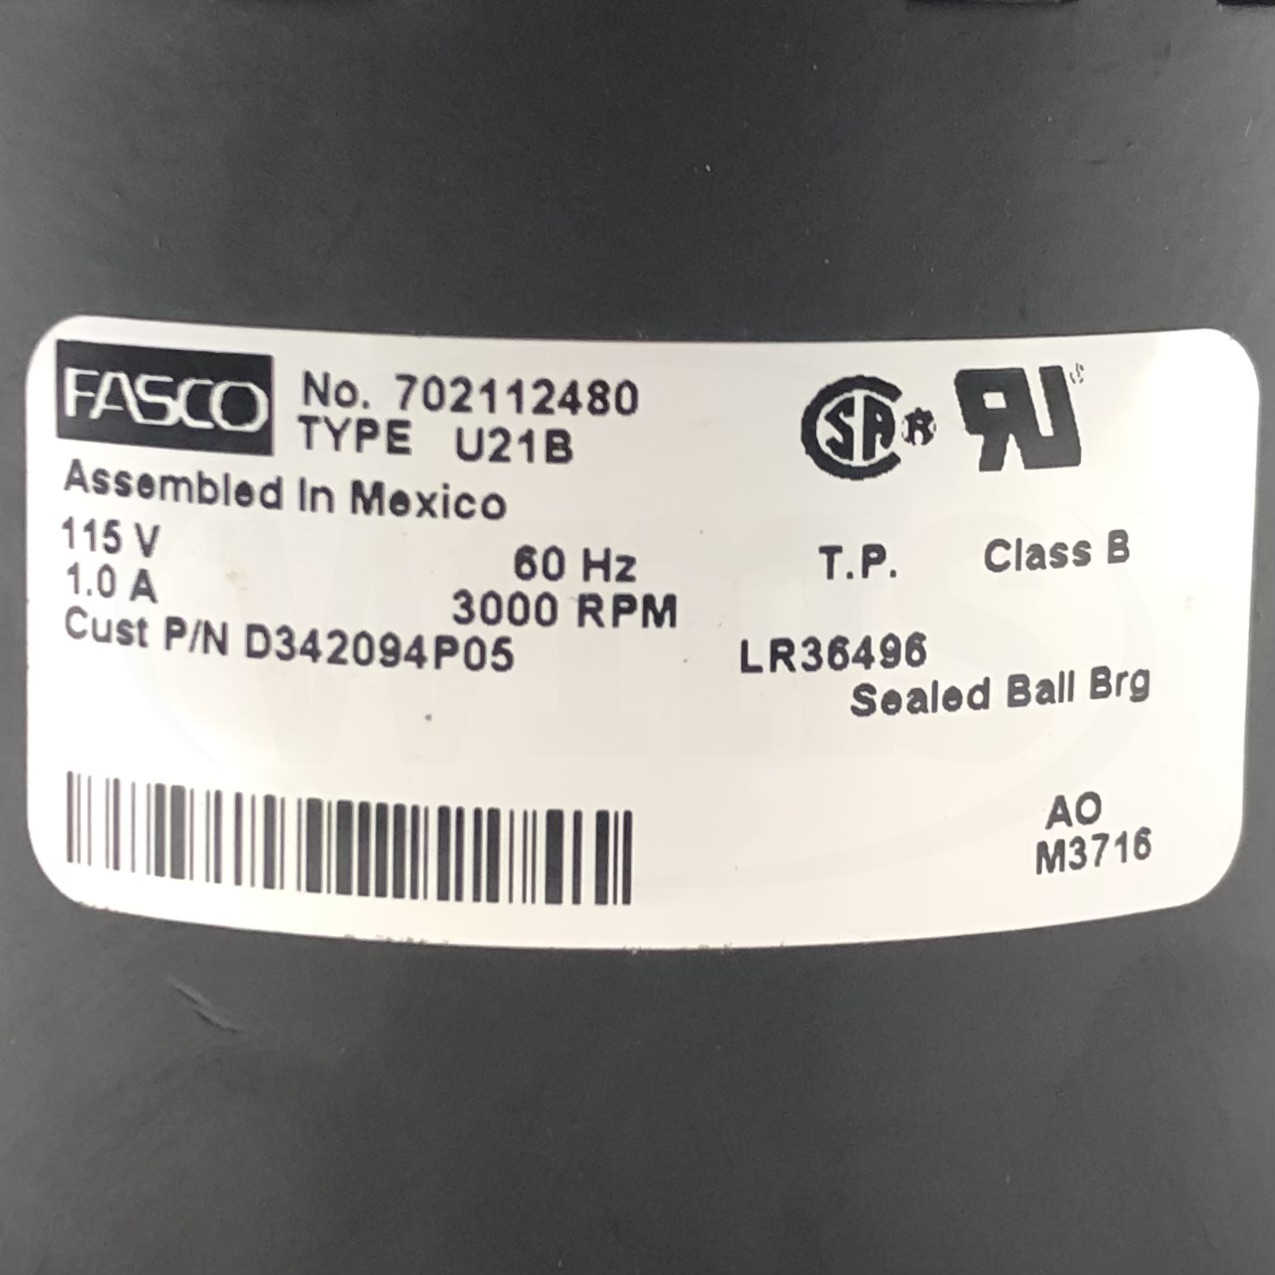 FASCO No. 702112480
TYPE U21B
Assembled In Mexico
115 V 60 Hz T.P. Class B
1.0 A 3000 RPM
Cust P/N D342094P05 LR36496
Sealed Ball Brg
AO
M3716